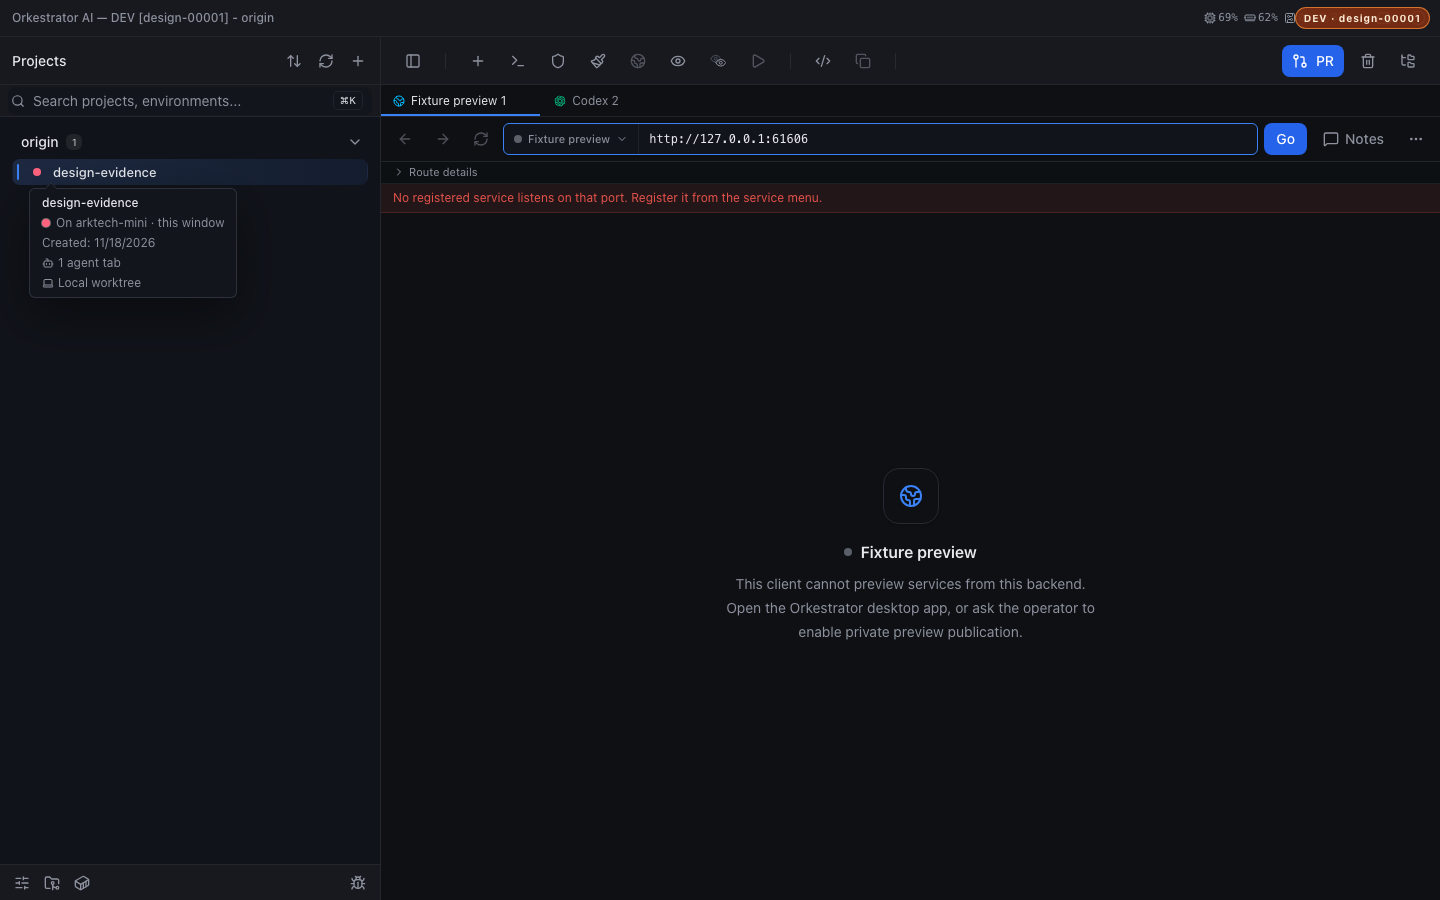 Orkestrator AI — DEV [design-00001] - origin
69% 62%
DEV · design-00001
Projects
PR
Search projects, environments...
⌘K
Fixture preview 1
Codex 2
Fixture preview
http://127.0.0.1:61606
Go
Notes
origin 1
design-evidence
Route details
No registered service listens on that port. Register it from the service menu.
design-evidence
On arktech-mini · this window
Created: 11/18/2026
1 agent tab
Local worktree
Fixture preview
This client cannot preview services from this backend.
Open the Orkestrator desktop app, or ask the operator to
enable private preview publication.